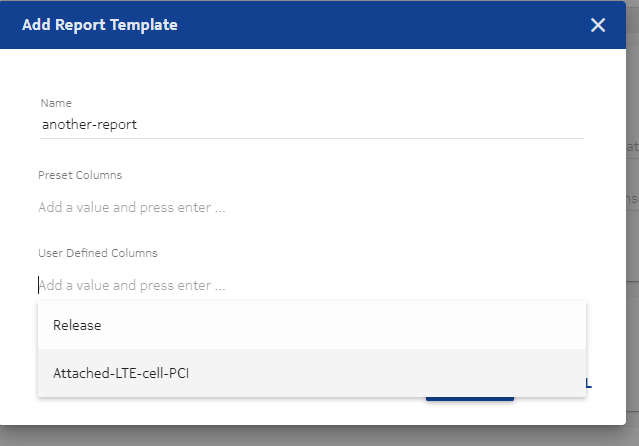 Add Report Template
Name
another-report
Preset Columns
Add a value and press enter ...
User Defined Columns
Add a value and press enter ...
Release
Attached-LTE-cell-PCI
L